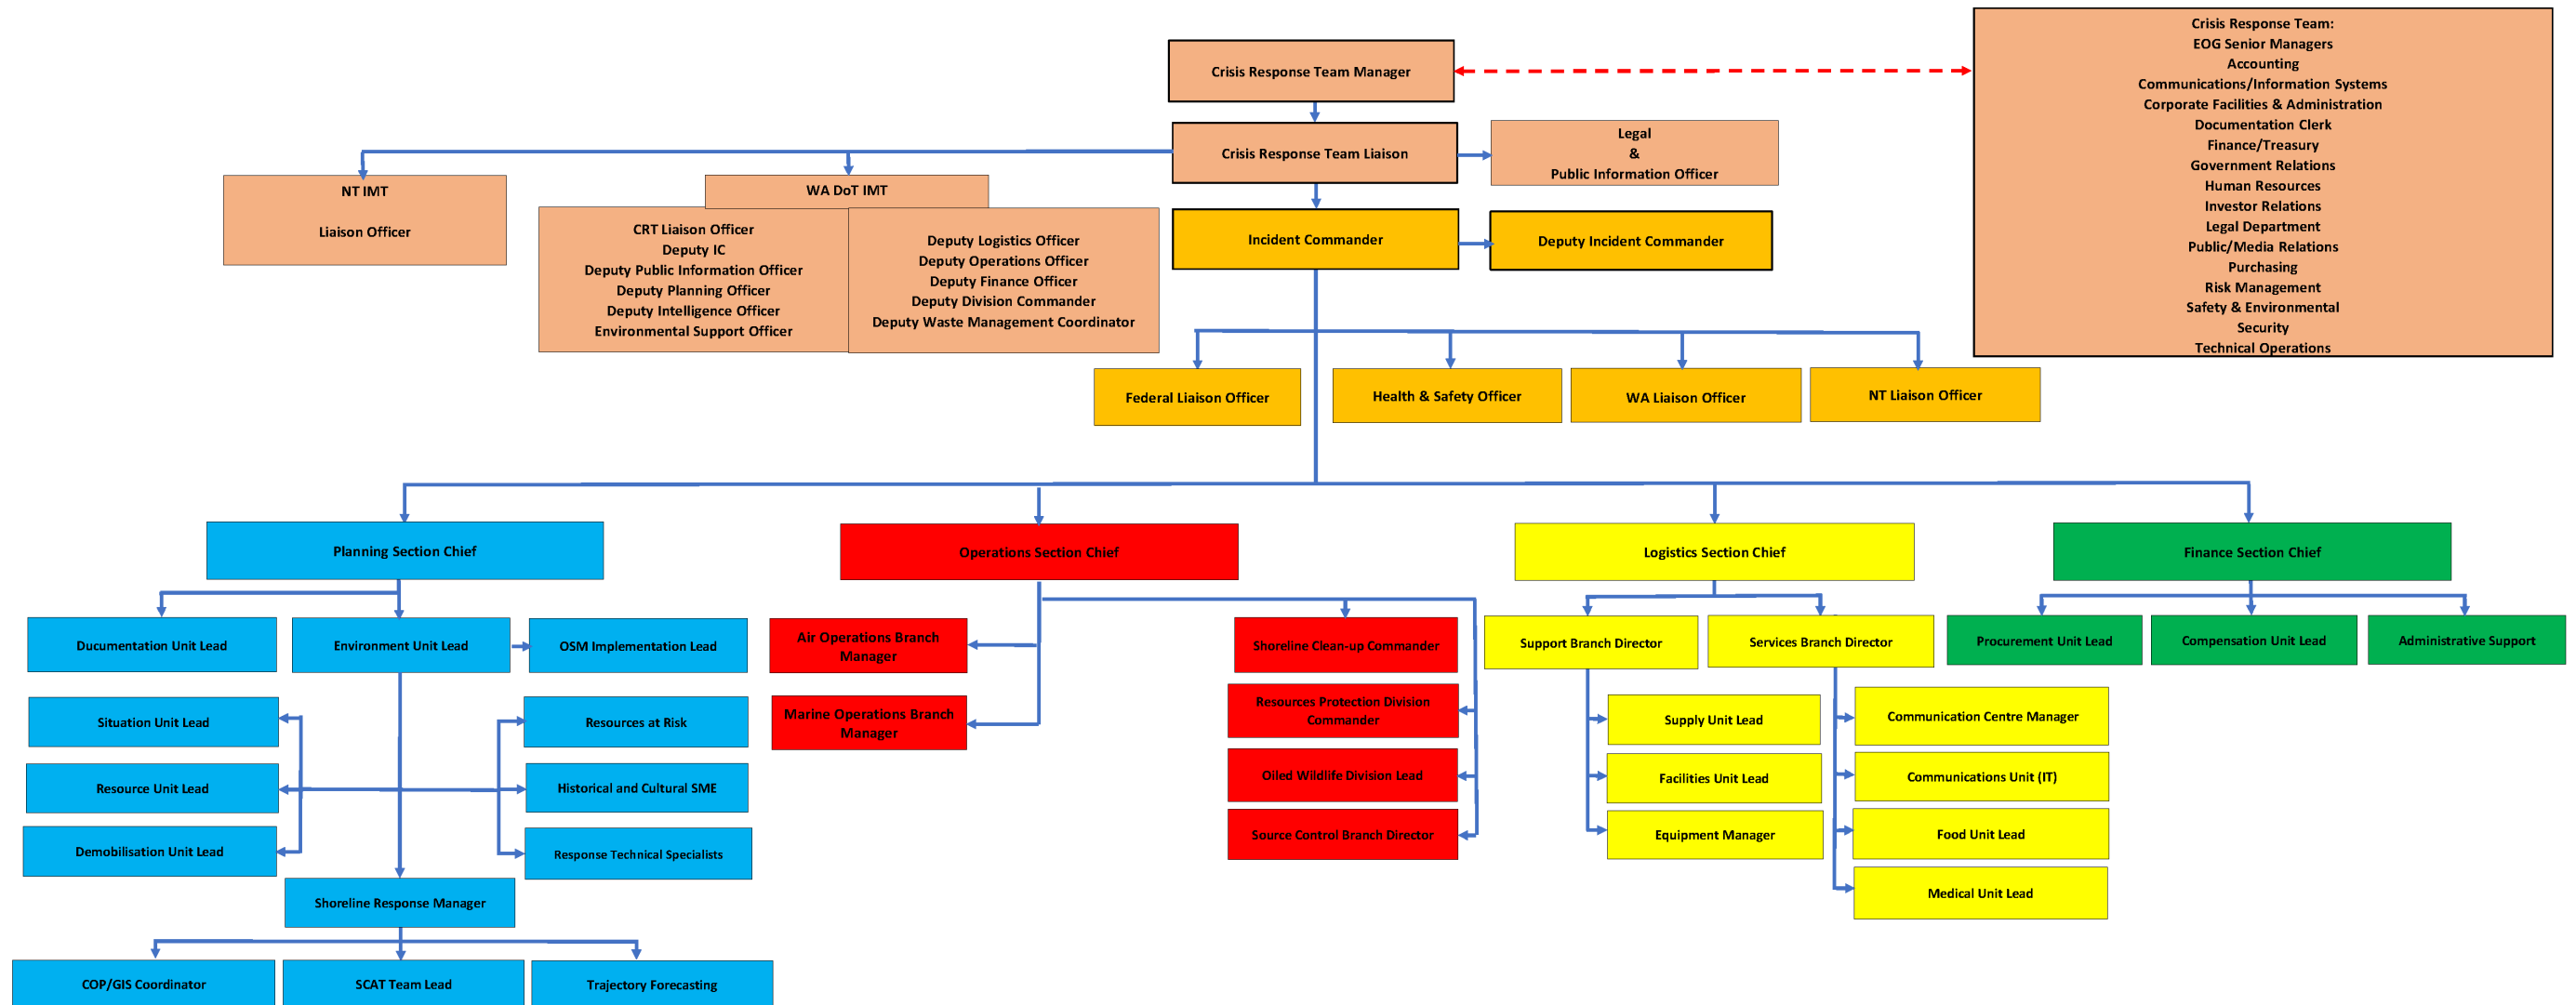 Crisis Response Team:
EOG Senior Managers
Accounting
Communications/Information Systems
Corporate Facilities & Administration
Documentation Clerk
Finance/Treasury
Government Relations
Human Resources
Investor Relations
Legal Department
Public/Media Relations
Purchasing
Risk Management
Safety & Environmental
Security
Technical Operations
Crisis Response Team Manager
Crisis Response Team Liaison
Legal
&
Public Information Officer
NT IMT
Liaison Officer
WA DoT IMT
CRT Liaison Officer
Deputy IC
Deputy Public Information Officer
Deputy Planning Officer
Deputy Intelligence Officer
Environmental Support Officer
Deputy Logistics Officer
Deputy Operations Officer
Deputy Finance Officer
Deputy Division Commander
Deputy Waste Management Coordinator
Incident Commander
Deputy Incident Commander
Federal Liaison Officer
Health & Safety Officer
WA Liaison Officer
NT Liaison Officer
Planning Section Chief
Operations Section Chief
Logistics Section Chief
Finance Section Chief
Ducumentation Unit Lead
Environment Unit Lead
OSM Implementation Lead
Situation Unit Lead
Resources at Risk
Resource Unit Lead
Historical and Cultural SME
Demobilisation Unit Lead
Response Technical Specialists
Shoreline Response Manager
COP/GIS Coordinator
SCAT Team Lead
Trajectory Forecasting
Air Operations Branch
Manager
Marine Operations Branch
Manager
Shoreline Clean-up Commander
Resources Protection Division
Commander
Oiled Wildlife Division Lead
Source Control Branch Director
Support Branch Director
Services Branch Director
Supply Unit Lead
Facilities Unit Lead
Equipment Manager
Communication Centre Manager
Communications Unit (IT)
Food Unit Lead
Medical Unit Lead
Procurement Unit Lead
Compensation Unit Lead
Administrative Support